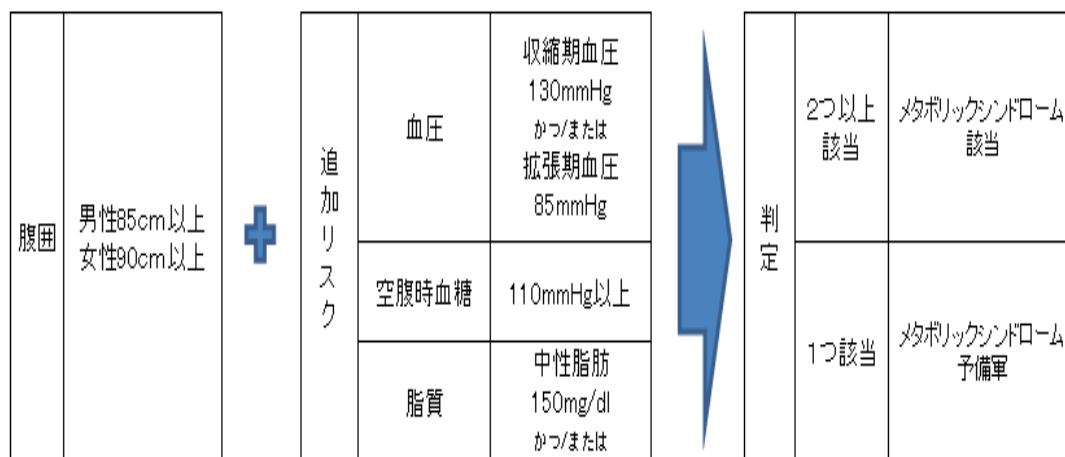 腹囲
男性85cm以上
女性90cm以上
追加リスク
血圧
収縮期血圧
130mmHg
かつ/または
拡張期血圧
85mmHg
空腹時血糖
110mmHg以上
脂質
中性脂肪
150mg/dl
かつ/または
判定
2つ以上
該当
メタボリックシンドローム
該当
1つ該当
メタボリックシンドローム
予備軍